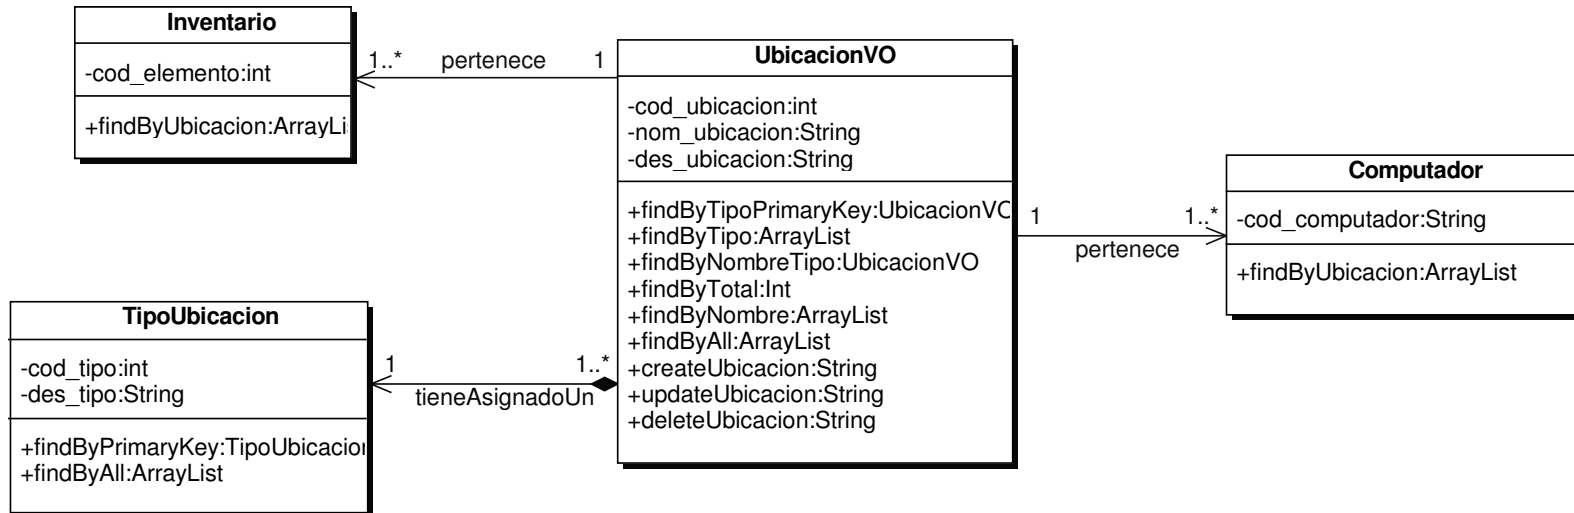 Inventario
-cod_elemento:int
+findByUbicacion:ArrayLi
1..* pertenece 1
UbicacionVO
-cod_ubicacion:int
-nom_ubicacion:String
-des_ubicacion:String
+findByTipoPrimaryKey:UbicacionVO
+findByTipo:ArrayList
+findByNombreTipo:UbicacionVO
+findByTotal:Int
+findByNombre:ArrayList
+findByAll:ArrayList
+createUbicacion:String
+updateUbicacion:String
+deleteUbicacion:String
1 1..*
pertenece
Computador
-cod_computador:String
+findByUbicacion:ArrayList
TipoUbicacion
-cod_tipo:int
-des_tipo:String
+findByPrimaryKey:TipoUbicacion
+findByAll:ArrayList
1 1..*
tieneAsignadoUn